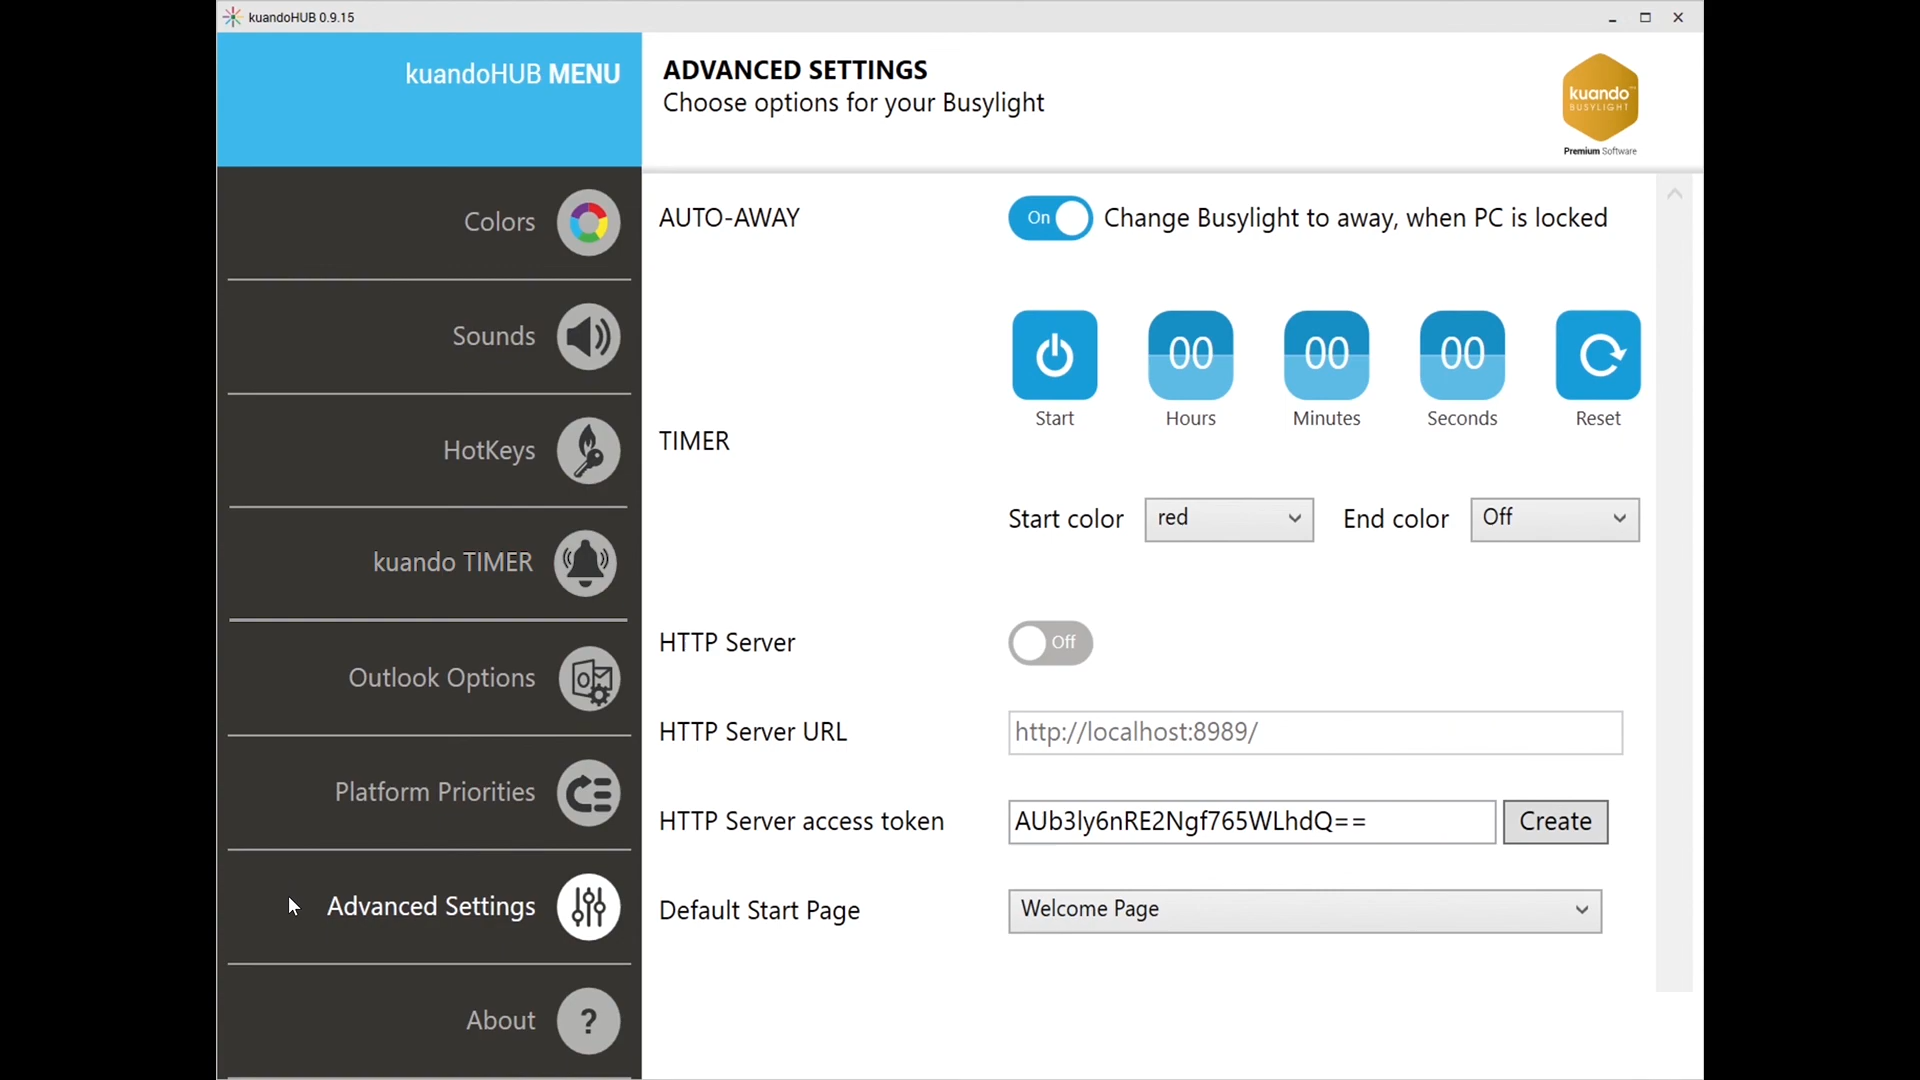 kuandoHUB 0.9.15
kuandoHUB MENU
Colors
Sounds
HotKeys
kuando TIMER
Outlook Options
Platform Priorities
Advanced Settings
About
?
ADVANCED SETTINGS
Choose options for your Busylight
kuando
BUSYLIGHT
Premium Software
AUTO-AWAY
On
Change Busylight to away, when PC is locked
TIMER
00 00 00
Start Hours Minutes Seconds Reset
Start color red End color Off
HTTP Server Off
HTTP Server URL http://localhost:8989/
HTTP Server access token AUb3ly6nRE2Ngf765WLhdQ== Create
Default Start Page Welcome Page